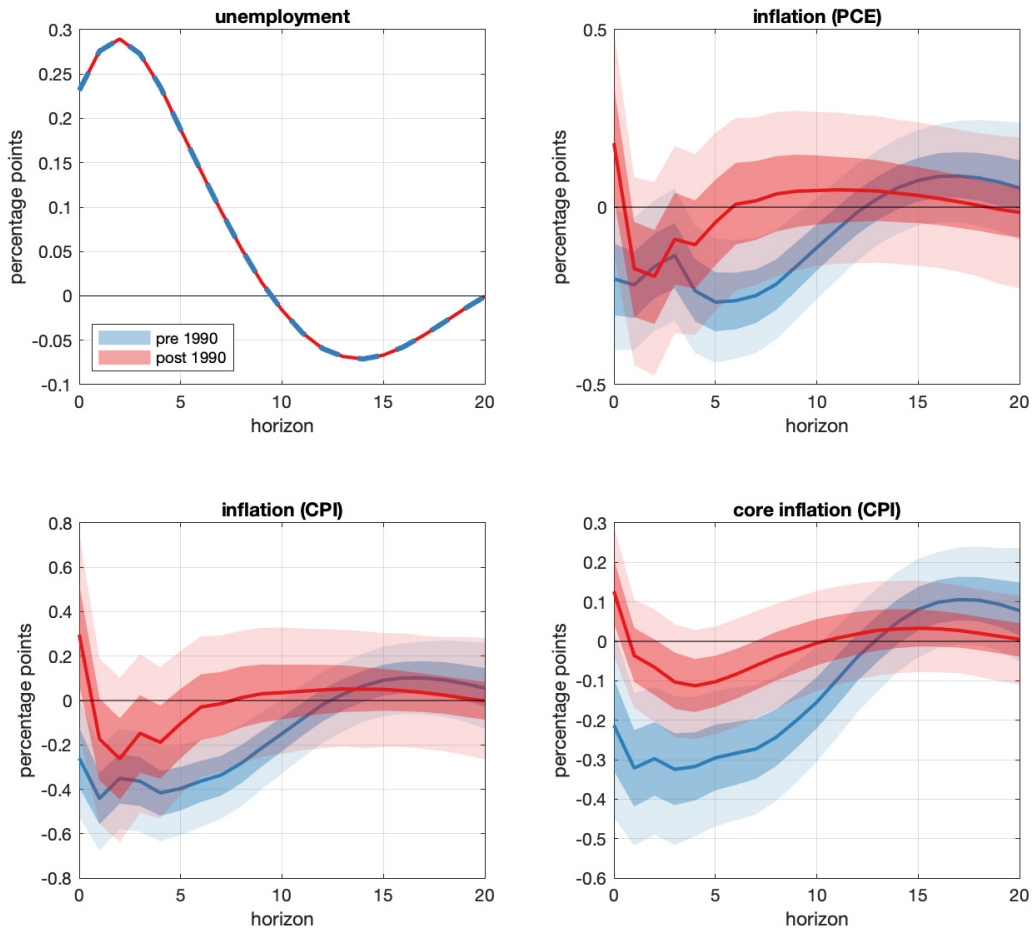 unemployment
0.3
0.25
0.2
0.15
0.1
0.05
0
-0.05
-0.1
percentage points
pre 1990
post 1990
0 5 10 15 20
horizon
inflation (PCE)
0.5
0
-0.5
percentage points
0 5 10 15 20
horizon
inflation (CPI)
0.8
0.6
0.4
0.2
0
-0.2
-0.4
-0.6
-0.8
percentage points
0 5 10 15 20
horizon
core inflation (CPI)
0.3
0.2
0.1
0
-0.1
-0.2
-0.3
-0.4
-0.5
-0.6
percentage points
0 5 10 15 20
horizon